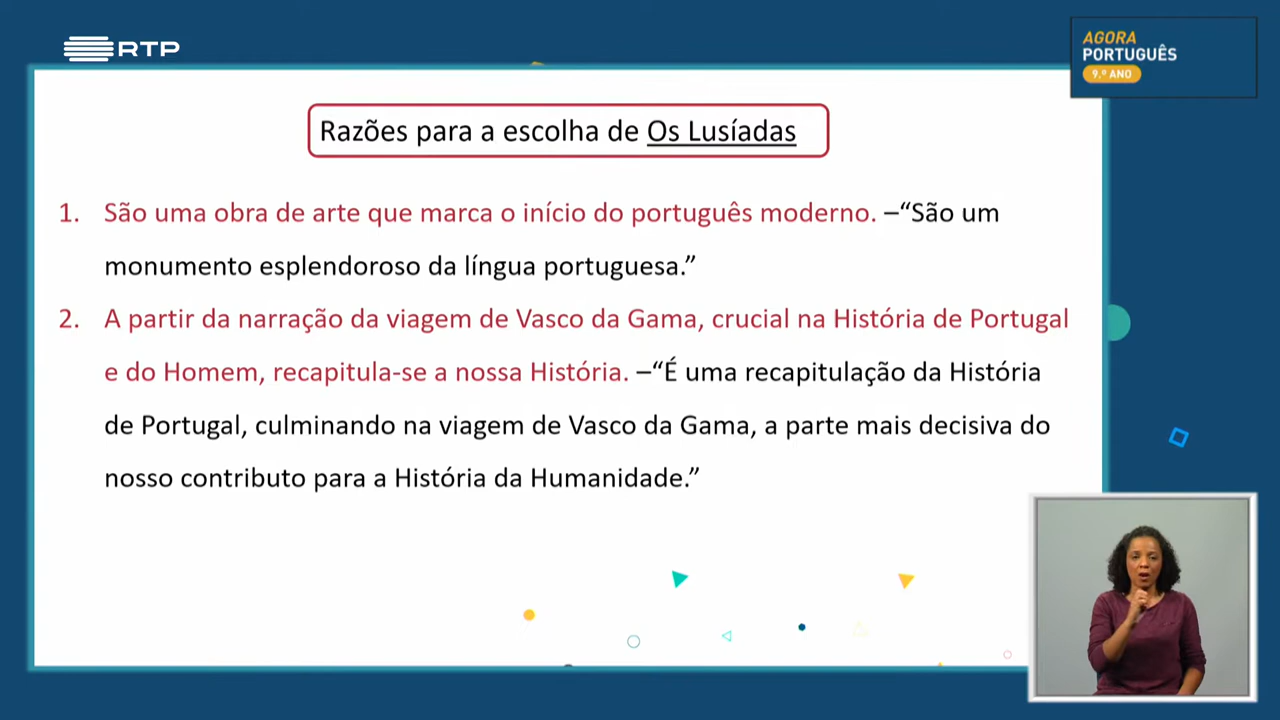 RTP
AGORA
PORTUGUÊS
9.º ANO
Razões para a escolha de Os Lusíadas
1. São uma obra de arte que marca o início do português moderno. –“São um
monumento esplendoroso da língua portuguesa.”
2. A partir da narração da viagem de Vasco da Gama, crucial na História de Portugal
e do Homem, recapitula-se a nossa História. –“É uma recapitulação da História
de Portugal, culminando na viagem de Vasco da Gama, a parte mais decisiva do
nosso contributo para a História da Humanidade.”